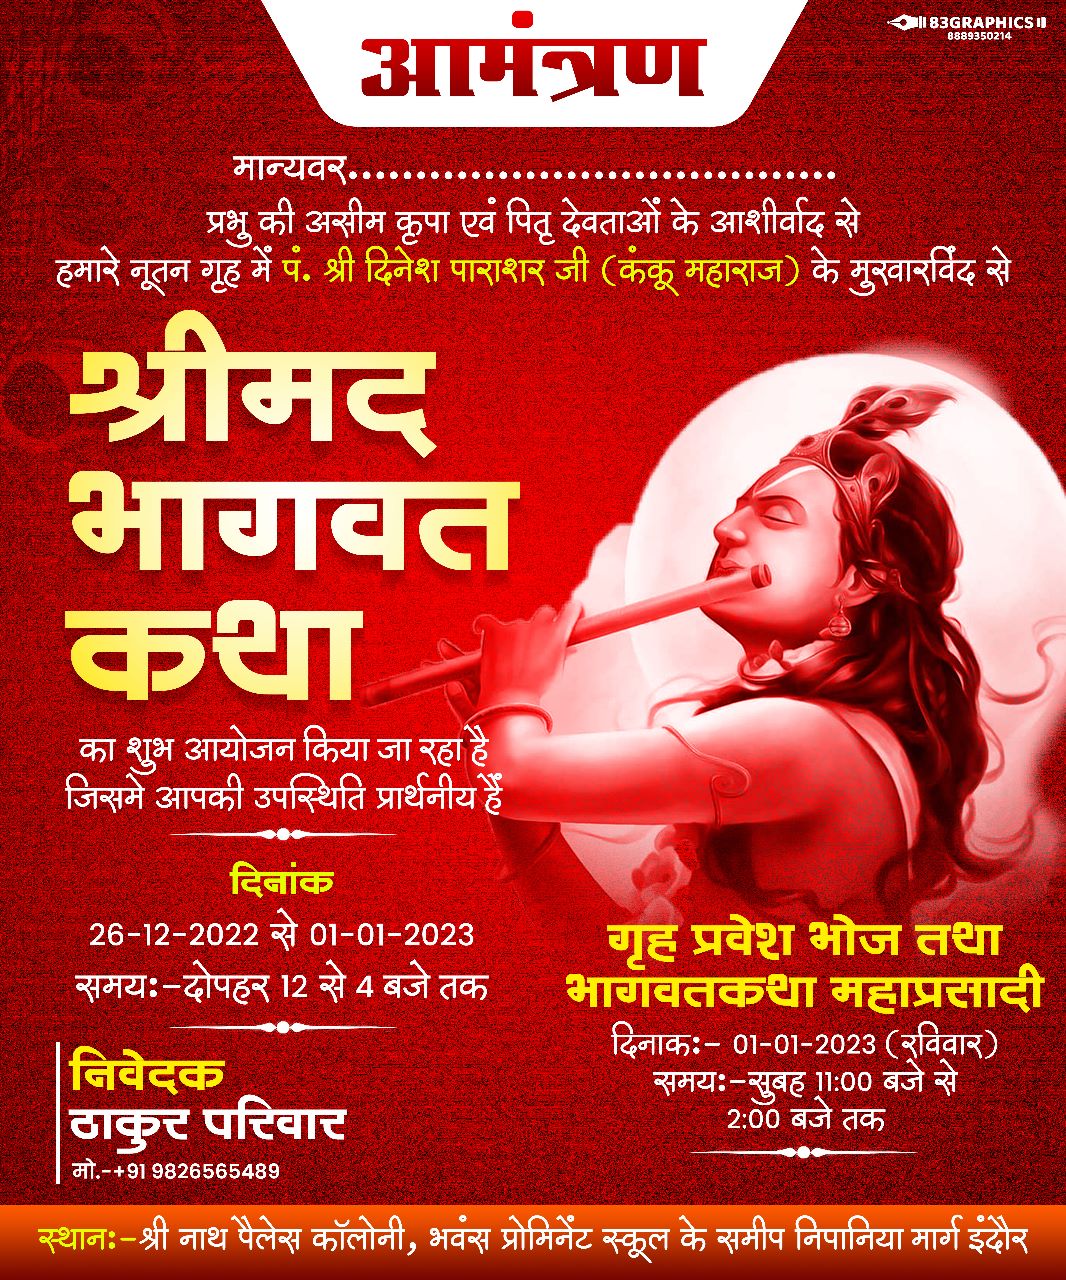 83GRAPHICS
8889350214
आमंत्रण
मान्यवर....................................
प्रभु की असीम कृपा एवं पितृ देवताओं के आशीर्वाद से
हमारे नूतन गृह में पं. श्री दिनेश पाराशर जी (कंकू महाराज) के मुखारविंद से
श्रीमद
भागवत
कथा
का शुभ आयोजन किया जा रहा है
जिसमे आपकी उपस्थिति प्रार्थनीय हैं
दिनांक
26-12-2022 से 01-01-2023
समय:-दोपहर 12 से 4 बजे तक
निवेदक
ठाकुर परिवार
मो.-+91 9826565489
गृह प्रवेश भोज तथा
भागवतकथा महाप्रसादी
दिनाक:- 01-01-2023 (रविवार)
समय:-सुबह 11:00 बजे से
2:00 बजे तक
स्थान:-श्री नाथ पैलेस कॉलोनी, भवंस प्रोमिनेंट स्कूल के समीप निपानिया मार्ग इंदौर